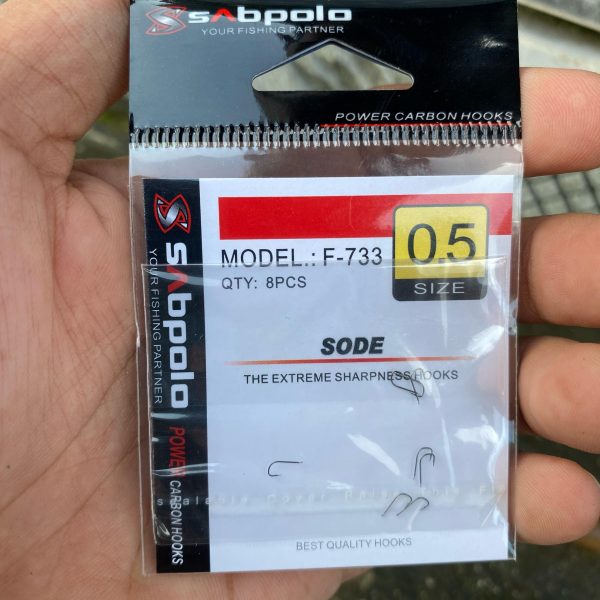 sabpolo
YOUR FISHING PARTNER
POWER CARBON HOOKS
sabpolo
YOUR FISHING PARTNER
POWER CARBON HOOKS
MODEL.: F-733
QTY: 8PCS
0.5
SIZE
SODE
THE EXTREME SHARPNESS HOOKS
BEST QUALITY HOOKS